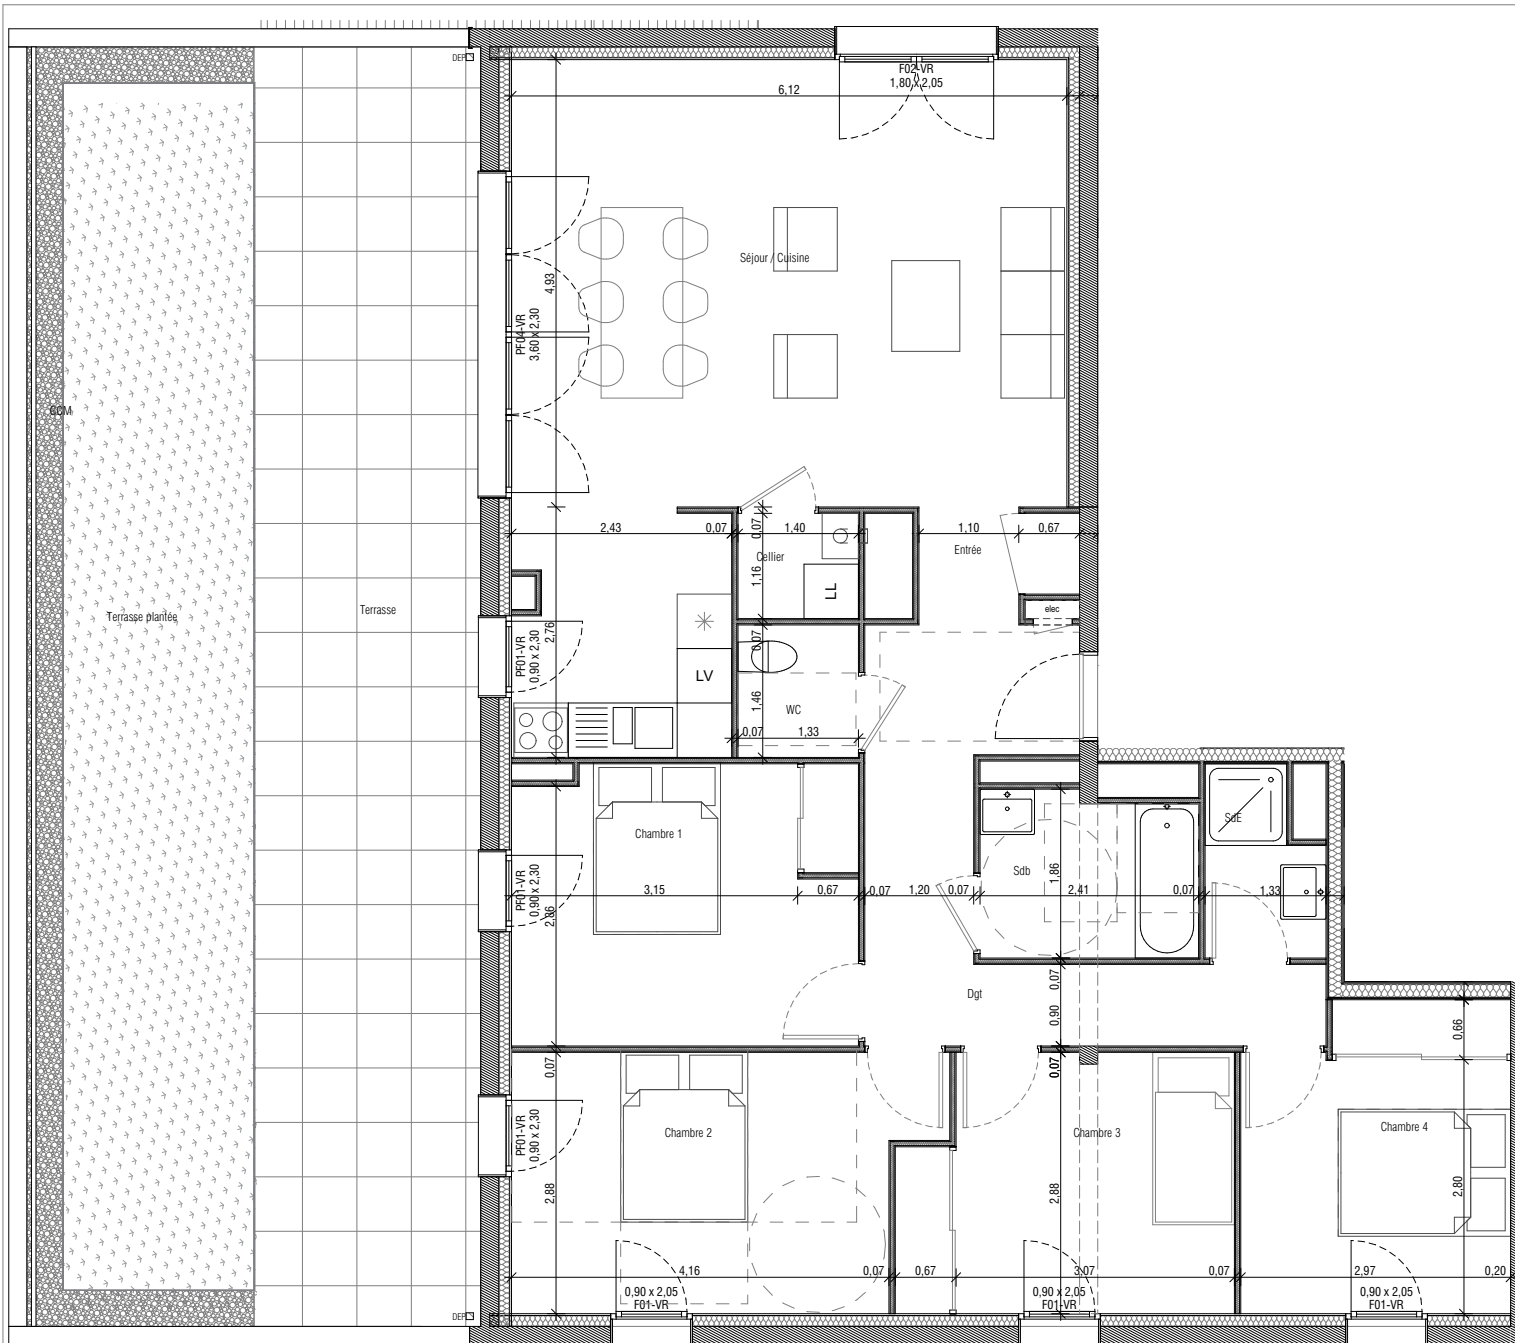 DEP
F02-VR
1,80 x 2,05
6,12
Séjour / Cuisine
4,93
PF04-VR
3,60 x 2,30
CCM
2,43
0,07
0,07
1,40
1,10
0,67
Cellier
Entrée
1,16
LL
elec
Terrasse plantée
Terrasse
2,76
PF01-VR
0,90 x 2,30
0,07
LV
1,46
WC
0,07
1,33
Chambre 1
SdE
Sdb
1,86
PF01-VR
0,90 x 2,30
3,15
0,67
0,07
1,20
0,07
2,41
0,07
1,33
2,86
Dgt
0,07
0,90
0,66
0,07
0,07
Chambre 2
Chambre 3
Chambre 4
PF01-VR
0,90 x 2,30
2,88
2,88
2,80
4,16
0,07
0,67
3,07
0,07
2,97
0,20
0,90 x 2,05
F01-VR
0,90 x 2,05
F01-VR
0,90 x 2,05
F01-VR
DEP